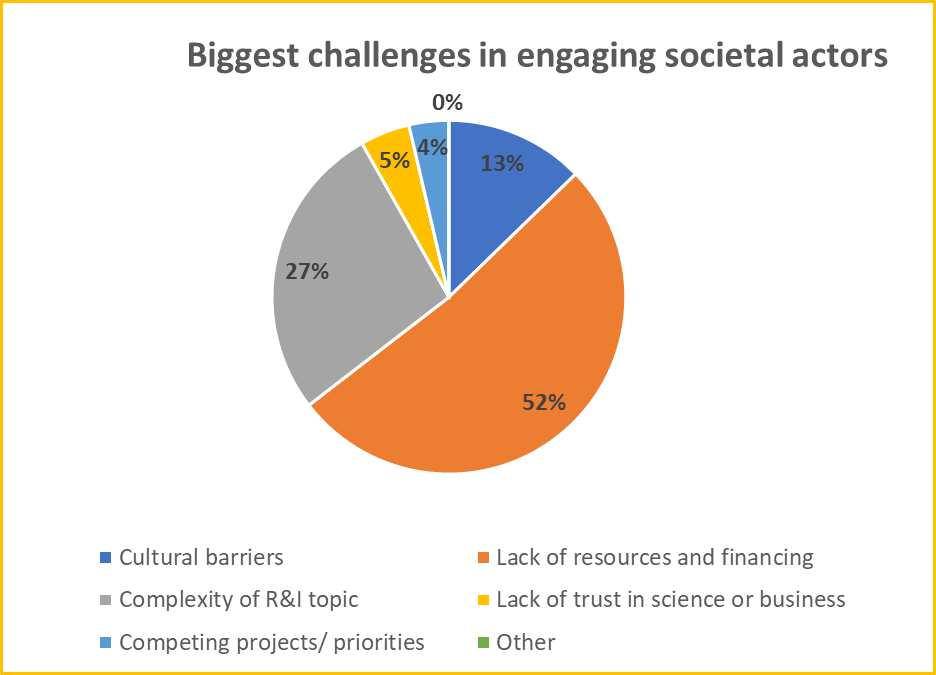 Biggest challenges in engaging societal actors
0%
4%
13%
5%
27%
52%
Cultural barriers
Lack of resources and financing
Complexity of R&I topic
Lack of trust in science or business
Competing projects/ priorities
Other